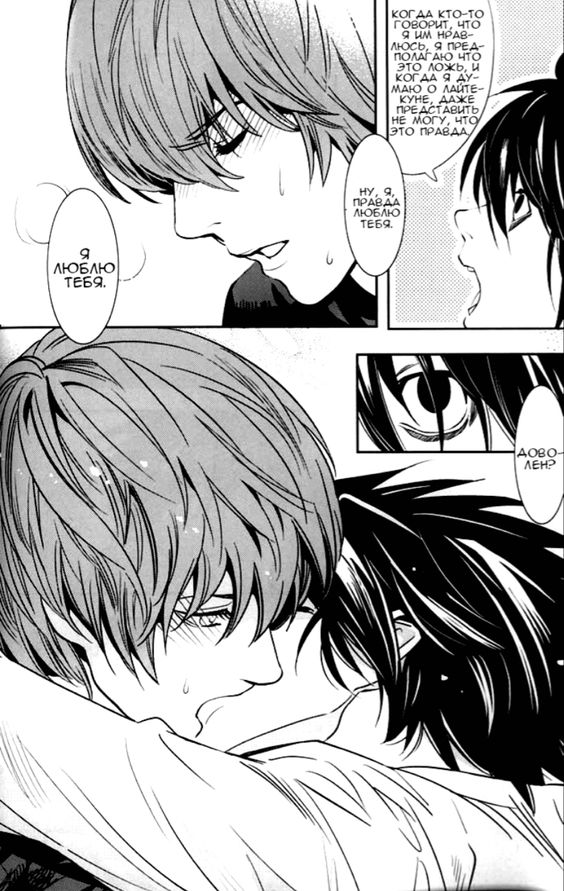 КОГДА КТО-ТО
ГОВОРИТ, ЧТО
Я ИМ НРАВ-
ЛЮСЬ, Я ПРЕД-
ПОЛАГАЮ ЧТО
ЭТО ЛОЖЬ, И
КОГДА Я ДУ-
МАЮ О ЛАЙТЕ-
КУНЕ, ДАЖЕ
ПРЕДСТАВИТЬ
НЕ МОГУ, ЧТО
ЭТО ПРАВДА.
НУ, Я,
ПРАВДА
ЛЮБЛЮ
ТЕБЯ.
Я
ЛЮБЛЮ
ТЕБЯ.
ДОВО-
ЛЕН?